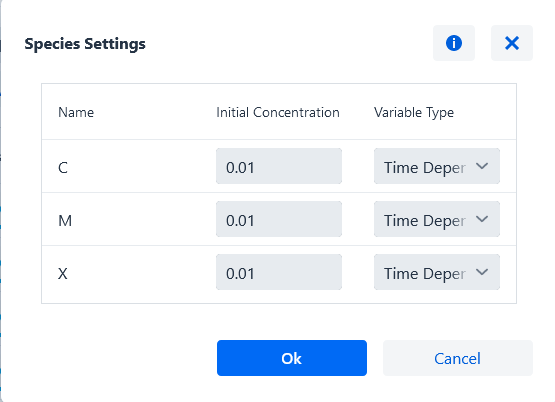 Species Settings
Name Initial Concentration Variable Type
C 0.01 Time Deper
M 0.01 Time Deper
X 0.01 Time Deper
Ok Cancel